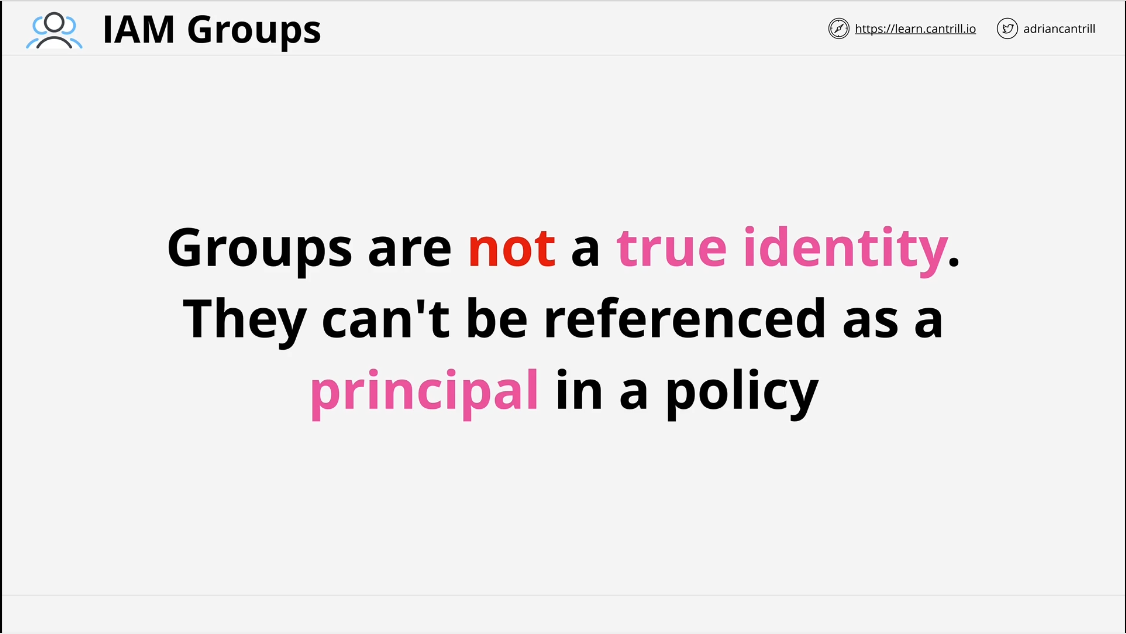 IAM Groups
https://learn.cantrill.io
adriancantrill
Groups are not a true identity.
They can't be referenced as a
principal in a policy